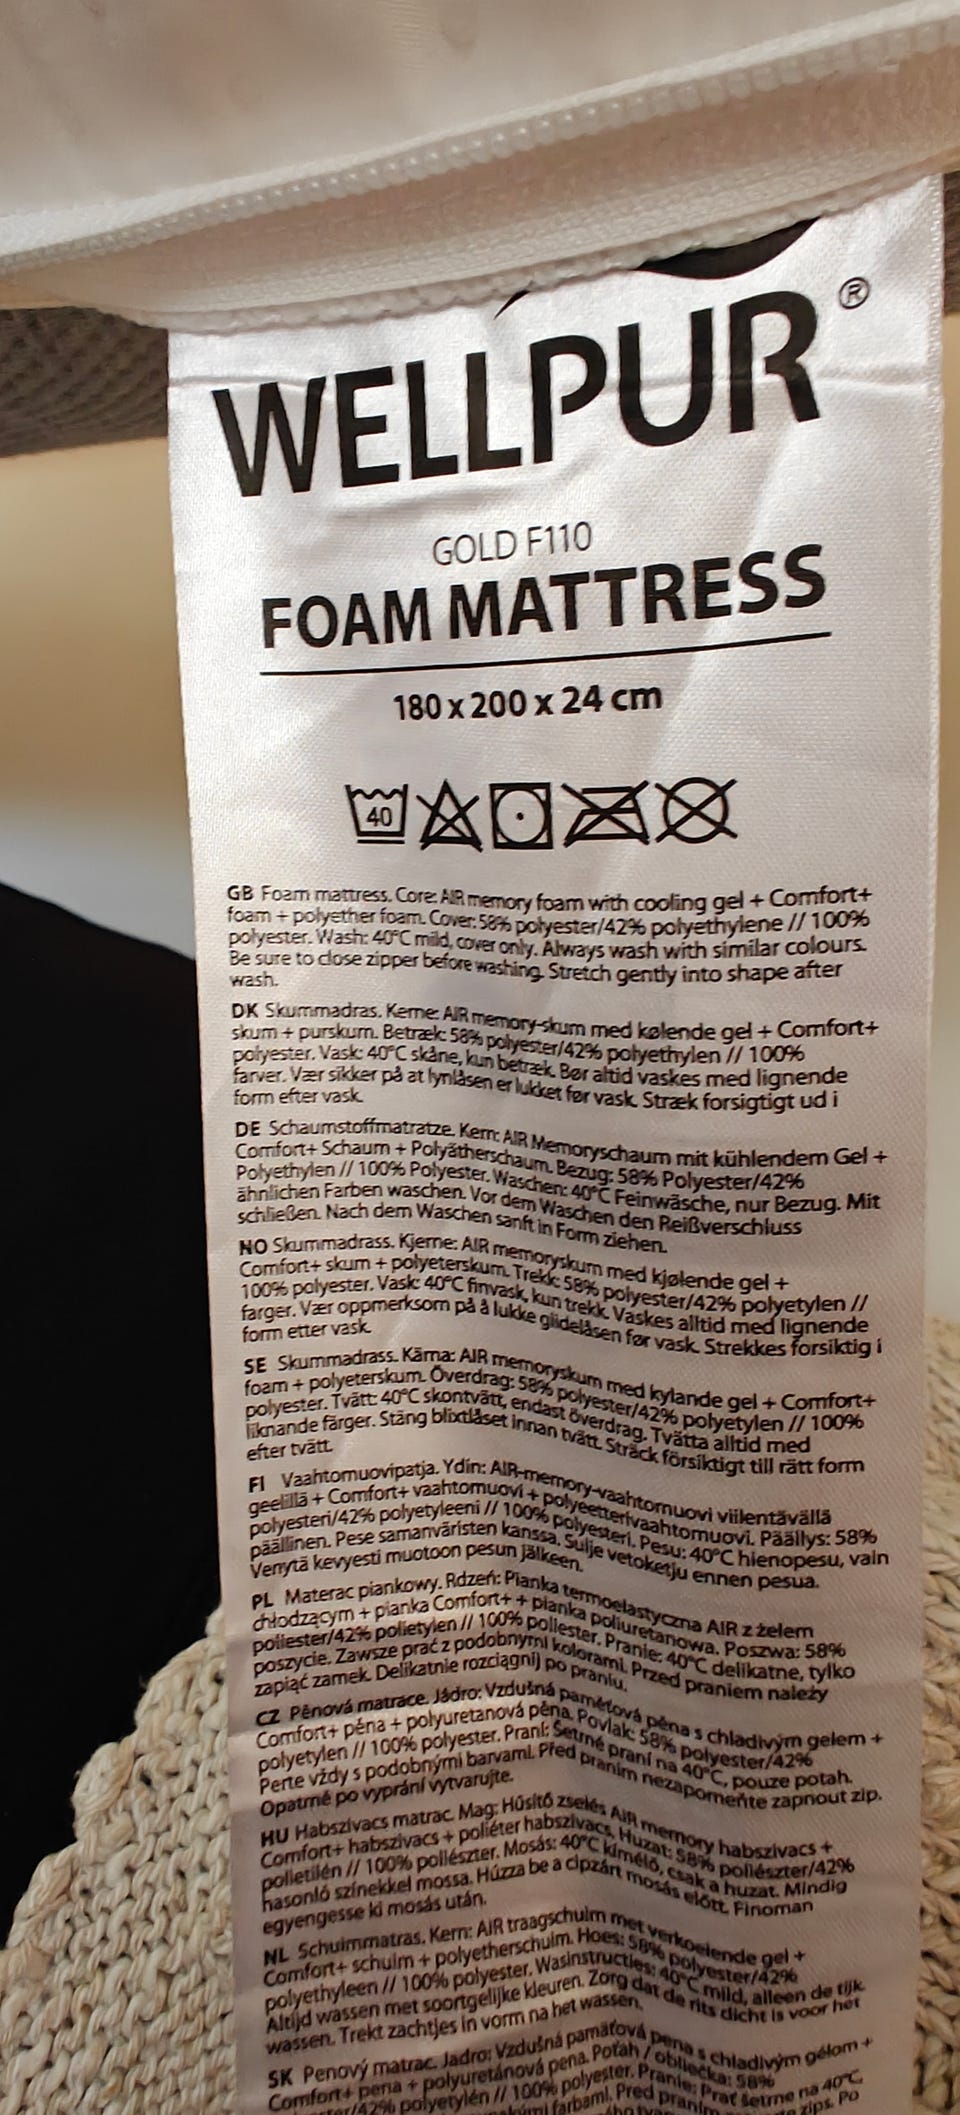 WELLPUR®
GOLD F110
FOAM MATTRESS
180 x 200 x 24 cm
40
GB Foam mattress. Core: AIR memory foam with cooling gel + Comfort+
foam + polyether foam. Cover: 58% polyester/42% polyethylene // 100%
polyester. Wash: 40°C mild, cover only. Always wash with similar colours.
Be sure to close zipper before washing. Stretch gently into shape after
wash.
DK Skummadras. Kerne: AIR memory-skum med kølende gel + Comfort+
skum + purskum. Betræk: 58% polyester/42% polyethylen // 100%
polyester. Vask: 40°C skåne, kun betræk. Bør altid vaskes med lignende
farver. Vær sikker på at lynlåsen er lukket før vask. Stræk forsigtigt ud i
form efter vask.
DE Schaumstoffmatratze. Kern: AIR Memoryschaum mit kühlendem Gel +
Comfort+ Schaum + Polyätherschaum. Bezug: 58% Polyester/42%
Polyethylen // 100% Polyester. Waschen: 40°C Feinwäsche, nur Bezug. Mit
ähnlichen Farben waschen. Vor dem Waschen den Reißverschluss
schließen. Nach dem Waschen sanft in Form ziehen.
NO Skummadrass. Kjerne: AIR memoryskum med kjølende gel +
Comfort+ skum + polyeterskum. Trekk: 58% polyester/42% polyetylen //
100% polyester. Vask: 40°C finvask, kun trekk. Vaskes alltid med lignende
farger. Vær oppmerksom på å lukke glidelåsen før vask. Strekkes forsiktig i
form etter vask.
SE Skummadrass. Kärna: AIR memoryskum med kylande gel + Comfort+
foam + polyeterskum. Överdrag: 58% polyester/42% polyetylen // 100%
polyester. Tvätt: 40°C skontvätt, endast överdrag. Tvätta alltid med
liknande färger. Stäng blixtlåset innan tvätt. Sträck försiktigt till rätt form
efter tvätt.
FI Vaahtomuovipatja. Ydin: AIR-memory-vaahtomuovi viilentävällä
geelillä + Comfort+ vaahtomuovi + polyeetterivaahtomuovi. Päällys: 58%
polyesteri/42% polyetyleeni // 100% polyesteri. Pesu: 40°C hienopesu, vain
päällinen. Pese samanväristen kanssa. Sulje vetoketju ennen pesua.
Venytä kevyesti muotoon pesun jälkeen.
PL Materac piankowy. Rdzeń: Pianka termoelastyczna AIR z żelem
chłodzącym + pianka Comfort+ + pianka poliuretanowa. Poszwa: 58%
poliester/42% polietylen // 100% poliester. Pranie: 40°C delikatne, tylko
poszycie. Zawsze prać z podobnymi kolorami. Przed praniem należy
zapiąć zamek. Delikatnie rozciągnij po praniu.
CZ Pěnová matrace. Jádro: Vzdušná paměťová pěna s chladivým gelem +
Comfort+ pěna + polyuretanová pěna. Povlak: 58% polyester/42%
polyetylen // 100% polyester. Praní: Šetrné praní na 40°C, pouze potah.
Perte vždy s podobnými barvami. Před praním nezapomeňte zapnout zip.
Opatrně po vyprání vytvarujte.
HU Habszivacs matrac. Mag: Hűsítő zselés AIR memory habszivacs +
Comfort+ habszivacs + poliéter habszivacs. Huzat: 58% poliészter/42%
polietilén // 100% poliészter. Mosás: 40°C kímélő, csak a huzat. Mindig
hasonló színekkel mossa. Húzza be a cipzárt mosás előtt. Finoman
egyengesse ki mosás után.
NL Schuimmatras. Kern: AIR traagschuim met verkoelende gel +
Comfort+ schuim + polyetherschuim. Hoes: 58% polyester/42%
polyethyleen // 100% polyester. Wasinstructies: 40°C mild, alleen de tijk.
Altijd wassen met soortgelijke kleuren. Zorg dat de rits dicht is voor het
wassen. Trekt zachtjes in vorm na het wassen.
SK Penový matrac. Jadro: Vzdušná pamäťová pena s chladivým gélom +
Comfort+ pena + polyuretánová pena. Poťah / obliečka: 58%
/42% polyetylén // 100% polyester. Pranie: Prať šetrne na 40°C,
farbami. Pred praním zips. Po